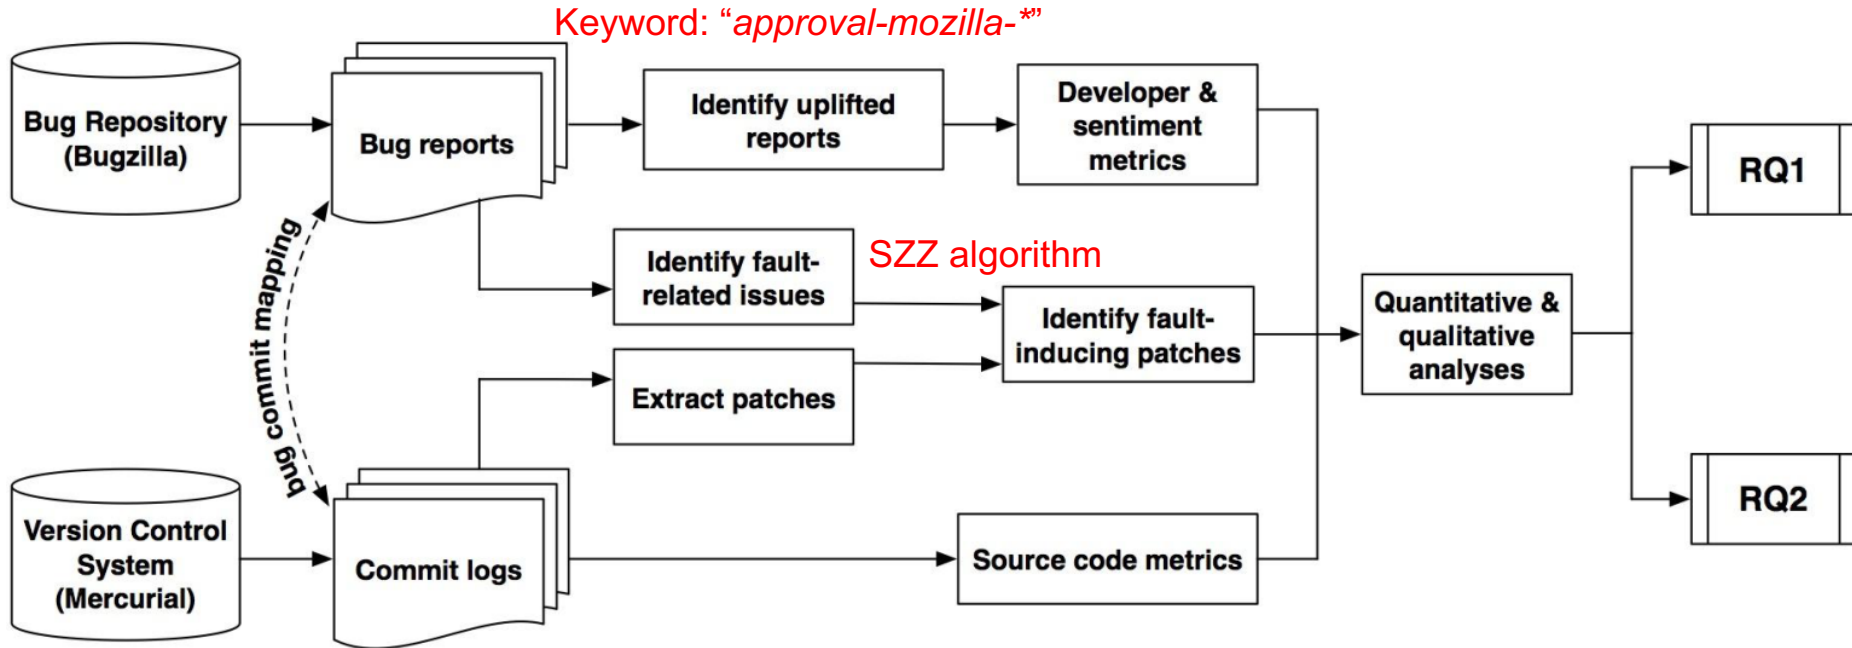 Keyword: “approval-mozilla-*”
Bug Repository
(Bugzilla)
Bug reports
Identify uplifted
reports
Developer &
sentiment
metrics
RQ1
bug commit mapping
Identify fault-
related issues
SZZ algorithm
Identify fault-
inducing patches
Quantitative &
qualitative
analyses
Extract patches
Version Control
System
(Mercurial)
Commit logs
Source code metrics
RQ2